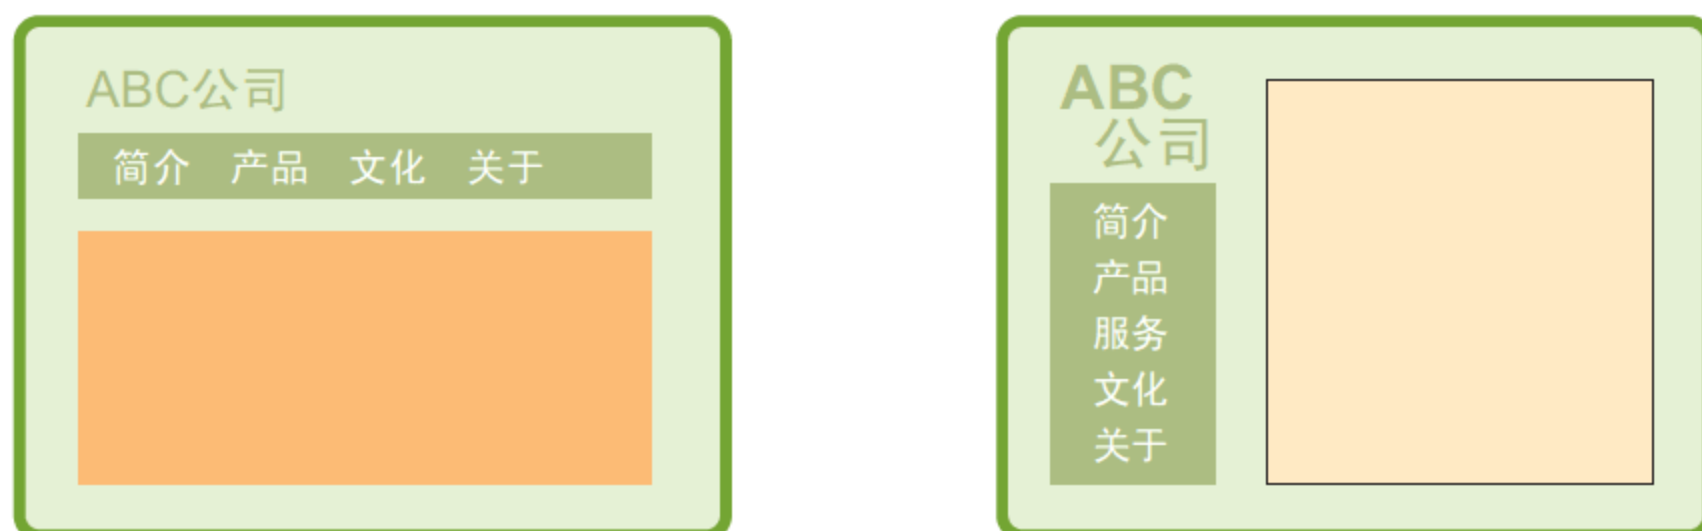 ABC公司
简介 产品 文化 关于
ABC
公司
简介
产品
服务
文化
关于